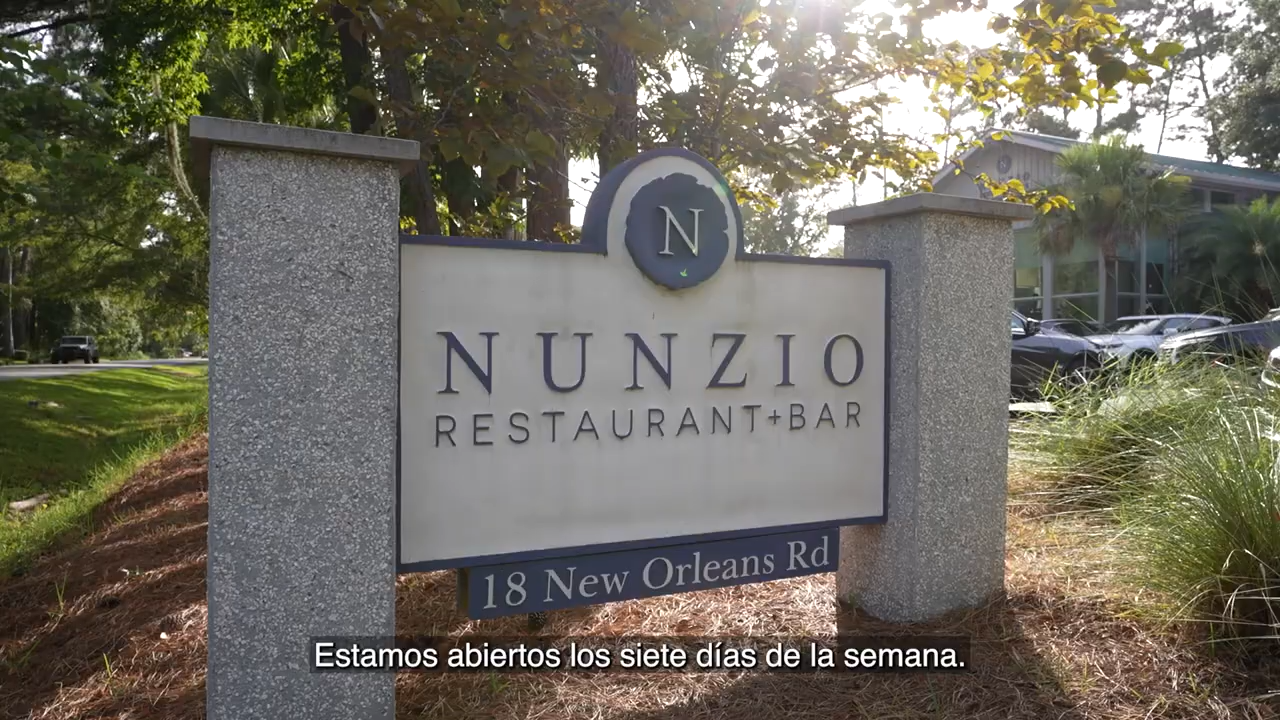 N
NUNZIO
RESTAURANT+BAR
18 New Orleans Rd
Estamos abiertos los siete días de la semana.